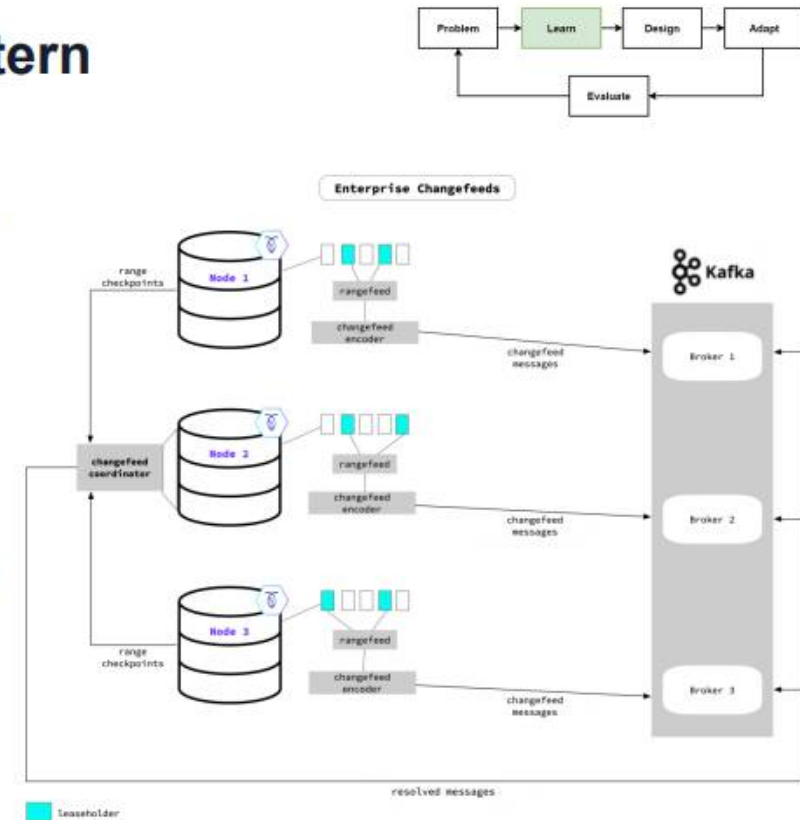 tern
Problem
Learn
Design
Adapt
Evaluate
Enterprise Changefeeds
range
checkpoints
Node 1
rangefeed
changefeed
encoder
changefeed
messages
Kafka
Broker 1
changefeed
coordinator
Node 2
rangefeed
changefeed
encoder
changefeed
messages
Broker 2
Node 3
range
checkpoints
rangefeed
changefeed
encoder
changefeed
messages
Broker 3
resolved messages
leaseholder